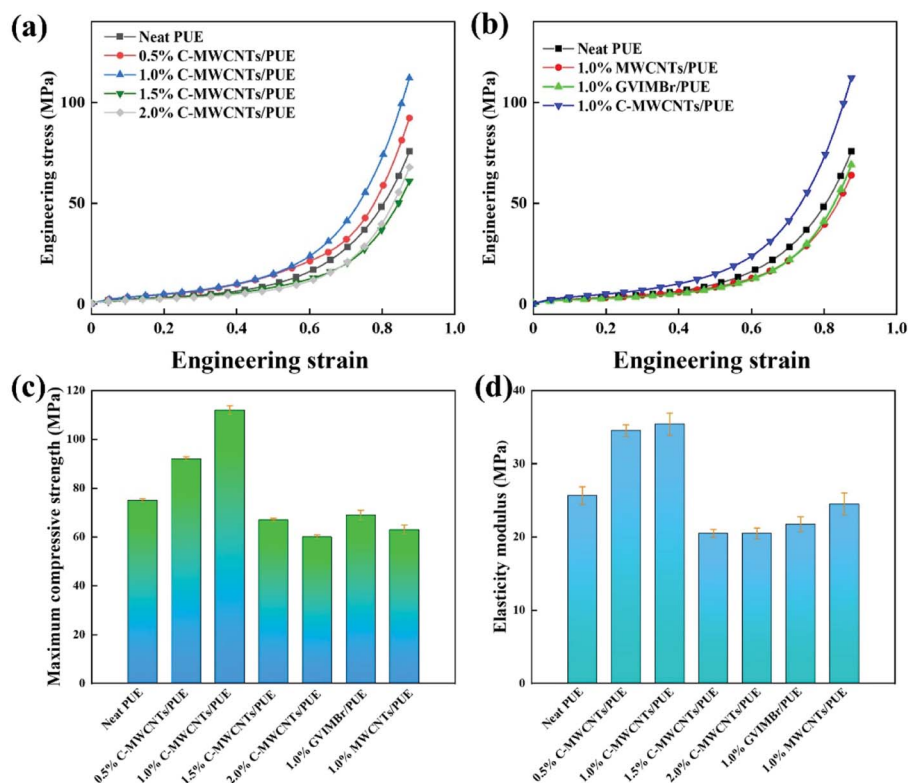 (a)
Neat PUE
0.5% C-MWCNTs/PUE
1.0% C-MWCNTs/PUE
1.5% C-MWCNTs/PUE
2.0% C-MWCNTs/PUE
Engineering stress (MPa)
100
50
0
0
0.2
0.4
0.6
0.8
1.0
Engineering strain
(b)
Neat PUE
1.0% MWCNTs/PUE
1.0% GVIMBr/PUE
1.0% C-MWCNTs/PUE
Engineering stress (MPa)
100
50
0
0
0.2
0.4
0.6
0.8
1.0
Engineering strain
(c)
Maximum compressive strength (MPa)
120
100
80
60
40
20
0
Neat PUE
0.5% C-MWCNTs/PUE
1.0% C-MWCNTs/PUE
1.5% C-MWCNTs/PUE
2.0% C-MWCNTs/PUE
1.0% GVIMBr/PUE
1.0% MWCNTs/PUE
(d)
Elasticity modulus (MPa)
40
30
20
10
0
Neat PUE
0.5% C-MWCNTs/PUE
1.0% C-MWCNTs/PUE
1.5% C-MWCNTs/PUE
2.0% C-MWCNTs/PUE
1.0% GVIMBr/PUE
1.0% MWCNTs/PUE